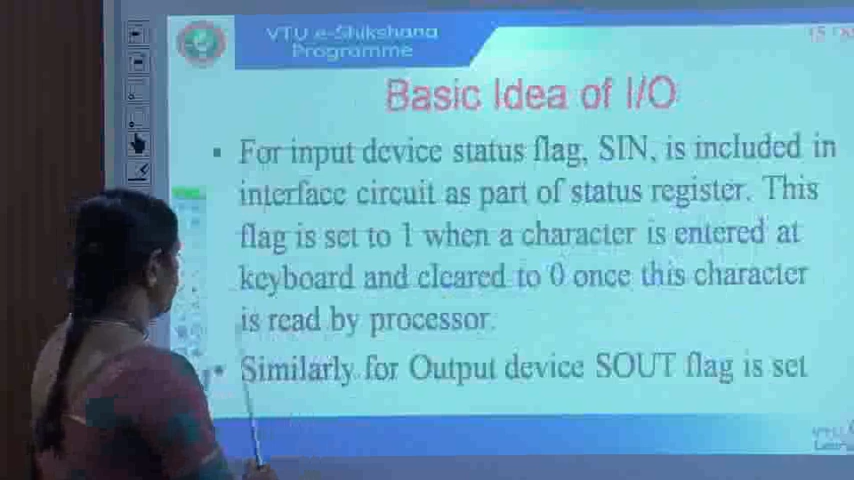 VTU e-Shikshana
Programme
Basic Idea of I/O
▪ For input device status flag, SIN, is included in
interface circuit as part of status register. This
flag is set to 1 when a character is entered at
keyboard and cleared to 0 once this character
is read by processor.
• Similarly for Output device SOUT flag is set